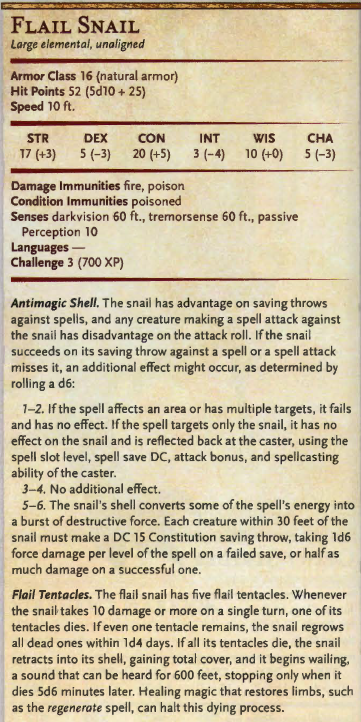 FLAIL SNAIL
Large elemental, unaligned
Armor Class 16 (natural armor)
Hit Points 52 (5d10 + 25)
Speed 10 ft.
STR DEX CON INT WIS CHA
17 (+3) 5 (−3) 20 (+5) 3 (−4) 10 (+0) 5 (−3)
Damage Immunities fire, poison
Condition Immunities poisoned
Senses darkvision 60 ft., tremorsense 60 ft., passive
Perception 10
Languages —
Challenge 3 (700 XP)
Antimagic Shell. The snail has advantage on saving throws
against spells, and any creature making a spell attack against
the snail has disadvantage on the attack roll. If the snail
succeeds on its saving throw against a spell or a spell attack
misses it, an additional effect might occur, as determined by
rolling a d6:
1–2. If the spell affects an area or has multiple targets, it fails
and has no effect. If the spell targets only the snail, it has no
effect on the snail and is reflected back at the caster, using the
spell slot level, spell save DC, attack bonus, and spellcasting
ability of the caster.
3–4. No additional effect.
5–6. The snail's shell converts some of the spell's energy into
a burst of destructive force. Each creature within 30 feet of the
snail must make a DC 15 Constitution saving throw, taking 1d6
force damage per level of the spell on a failed save, or half as
much damage on a successful one.
Flail Tentacles. The flail snail has five flail tentacles. Whenever
the snail takes 10 damage or more on a single turn, one of its
tentacles dies. If even one tentacle remains, the snail regrows
all dead ones within 1d4 days. If all its tentacles die, the snail
retracts into its shell, gaining total cover, and it begins wailing,
a sound that can be heard for 600 feet, stopping only when it
dies 5d6 minutes later. Healing magic that restores limbs, such
as the regenerate spell, can halt this dying process.